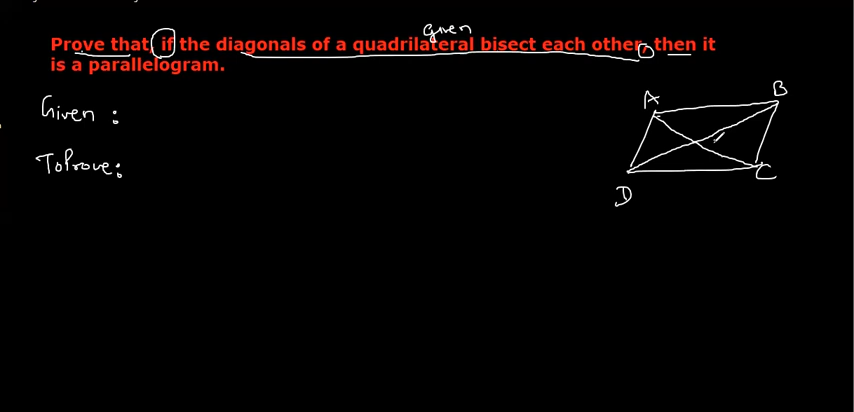 given
Prove that, if the diagonals of a quadrilateral bisect each other, then it
is a parallelogram.
Given :
To Prove :
A
B
D
C